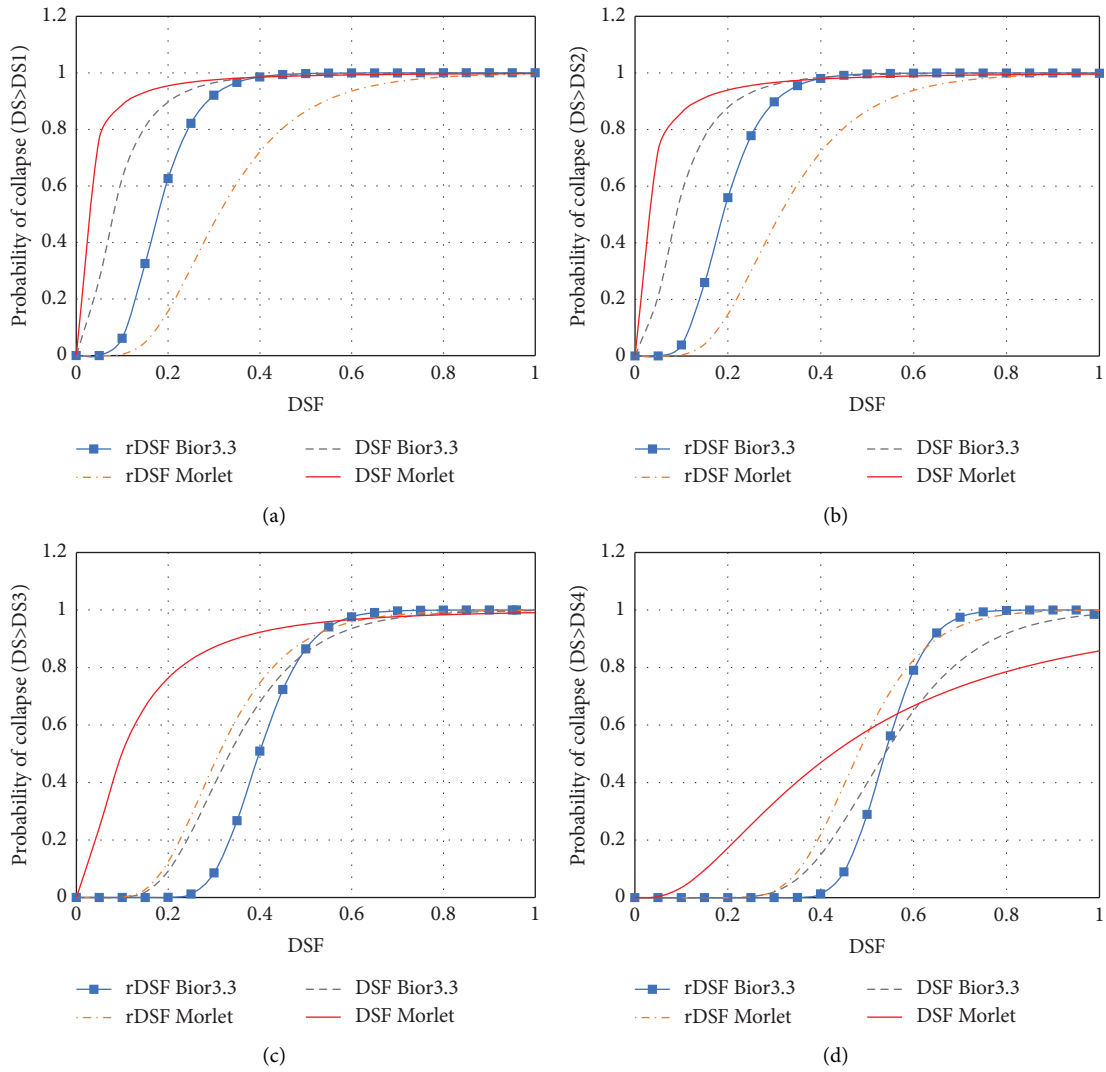 1.2
1
0.8
0.6
0.4
0.2
0
Probability of collapse (DS>DS1)
0 0.2 0.4 0.6 0.8 1
DSF
rDSF Bior3.3
rDSF Morlet
DSF Bior3.3
DSF Morlet
(a)
1.2
1
0.8
0.6
0.4
0.2
0
Probability of collapse (DS>DS2)
0 0.2 0.4 0.6 0.8 1
DSF
rDSF Bior3.3
rDSF Morlet
DSF Bior3.3
DSF Morlet
(b)
1.2
1
0.8
0.6
0.4
0.2
0
Probability of collapse (DS>DS3)
0 0.2 0.4 0.6 0.8 1
DSF
rDSF Bior3.3
rDSF Morlet
DSF Bior3.3
DSF Morlet
(c)
1.2
1
0.8
0.6
0.4
0.2
0
Probability of collapse (DS>DS4)
0 0.2 0.4 0.6 0.8 1
DSF
rDSF Bior3.3
rDSF Morlet
DSF Bior3.3
DSF Morlet
(d)